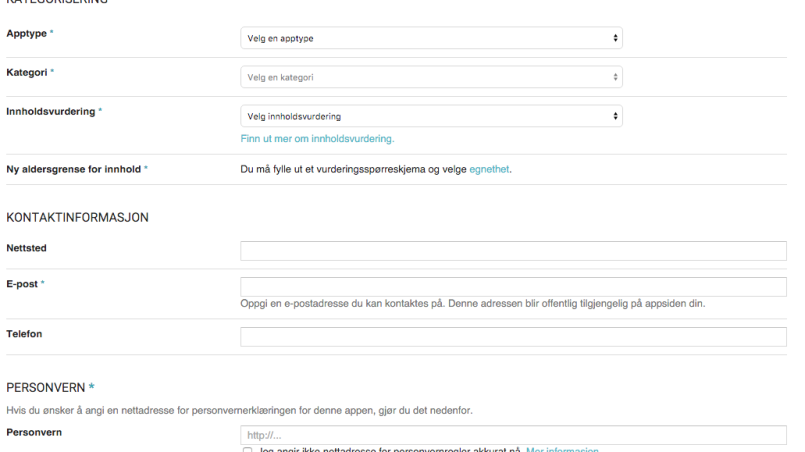 KATEGORISERING
Apptype *
Velg en apptype
Kategori *
Velg en kategori
Innholdsvurdering *
Velg innholdsvurdering
Finn ut mer om innholdsvurdering.
Ny aldersgrense for innhold *
Du må fylle ut et vurderingsspørreskjema og velge egnethet.
KONTAKTINFORMASJON
Nettsted
E-post *
Oppgi en e-postadresse du kan kontaktes på. Denne adressen blir offentlig tilgjengelig på appsiden din.
Telefon
PERSONVERN *
Hvis du ønsker å angi en nettadresse for personvernerklæringen for denne appen, gjør du det nedenfor.
Personvern
http://...
Jeg angir ikke nettadresse for personvernregler akkurat nå. Mer informasjon